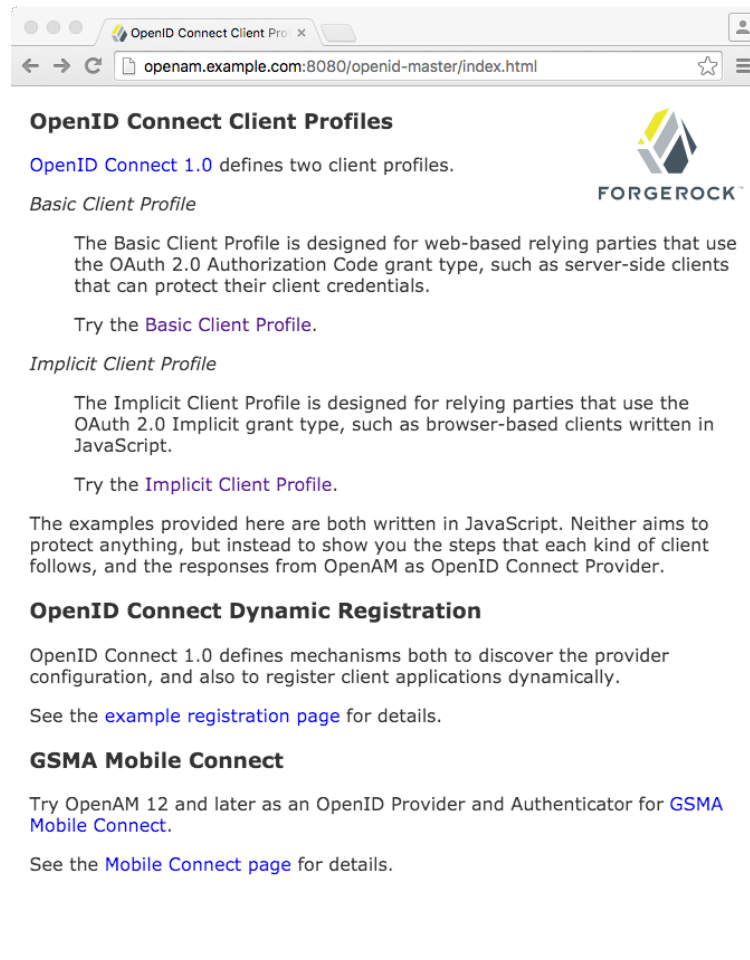 OpenID Connect Client Pro
openam.example.com:8080/openid-master/index.html
OpenID Connect Client Profiles
FORGEROCK™
OpenID Connect 1.0 defines two client profiles.
Basic Client Profile
The Basic Client Profile is designed for web-based relying parties that use
the OAuth 2.0 Authorization Code grant type, such as server-side clients
that can protect their client credentials.
Try the Basic Client Profile.
Implicit Client Profile
The Implicit Client Profile is designed for relying parties that use the
OAuth 2.0 Implicit grant type, such as browser-based clients written in
JavaScript.
Try the Implicit Client Profile.
The examples provided here are both written in JavaScript. Neither aims to
protect anything, but instead to show you the steps that each kind of client
follows, and the responses from OpenAM as OpenID Connect Provider.
OpenID Connect Dynamic Registration
OpenID Connect 1.0 defines mechanisms both to discover the provider
configuration, and also to register client applications dynamically.
See the example registration page for details.
GSMA Mobile Connect
Try OpenAM 12 and later as an OpenID Provider and Authenticator for GSMA
Mobile Connect.
See the Mobile Connect page for details.